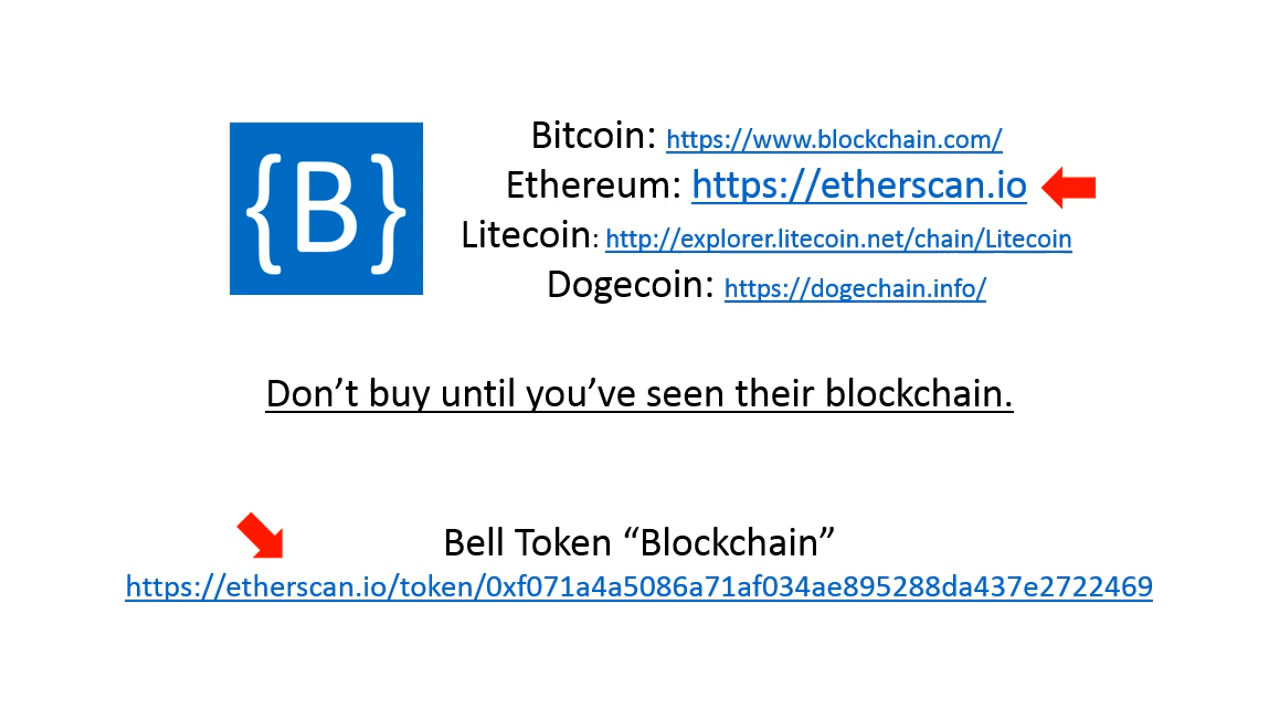 {B}
Bitcoin: https://www.blockchain.com/
Ethereum: https://etherscan.io
Litecoin: http://explorer.litecoin.net/chain/Litecoin
Dogecoin: https://dogechain.info/
Don’t buy until you’ve seen their blockchain.
Bell Token “Blockchain”
https://etherscan.io/token/0xf071a4a5086a71af034ae895288da437e2722469